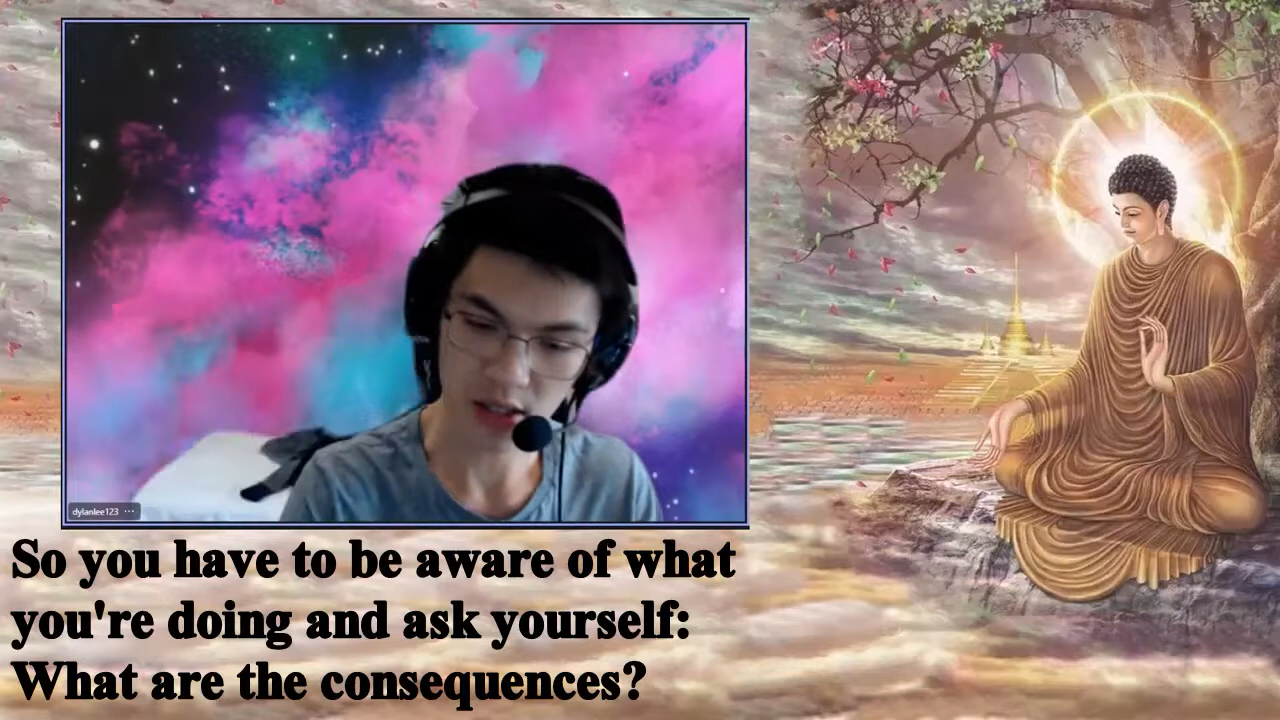 dylanlee123 ···
So you have to be aware of what
you're doing and ask yourself:
What are the consequences?